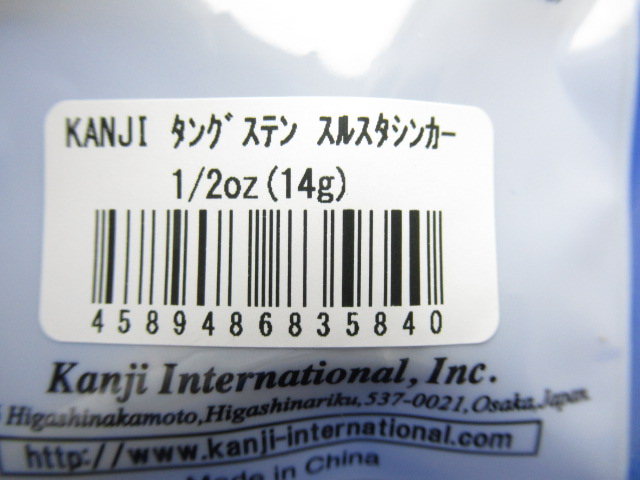 KANJI ﾀﾝｸﾞｽﾃﾝ ｽﾙｽﾀｼﾝｶｰ
1/2oz(14g)
4589486835840
Kanji International, Inc.
Higashinakamoto,Higashinariku,537-0021,Osaka,Japan
http://www.kanji-international.com
Made in China